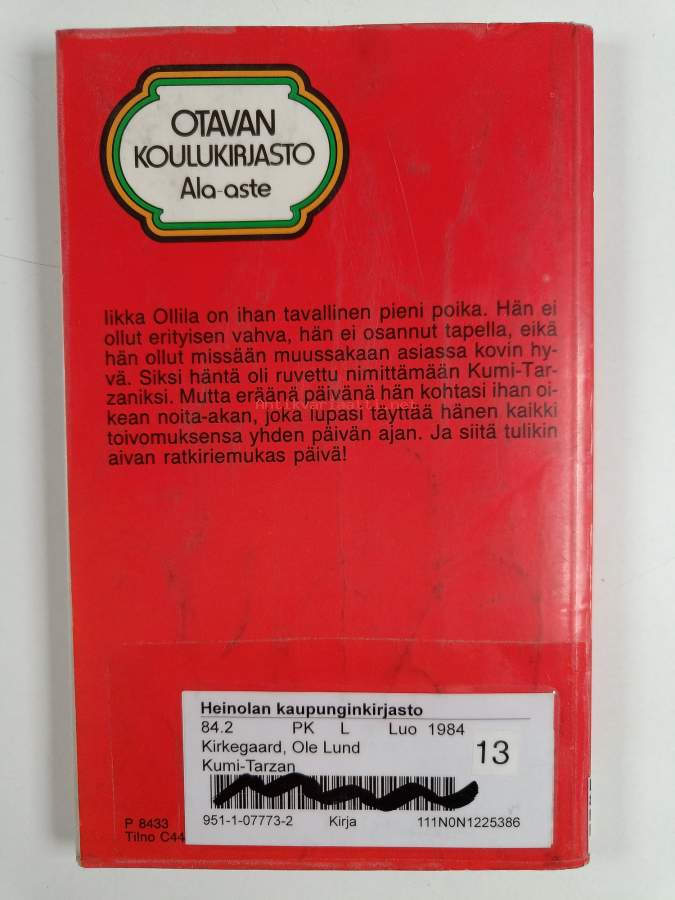 OTAVAN
KOULUKIRJASTO
Ala-aste
Iikka Ollila on ihan tavallinen pieni poika. Hän ei
ollut erityisen vahva, hän ei osannut tapella, eikä
hän ollut missään muussakaan asiassa kovin hy-
vä. Siksi häntä oli ruvettu nimittämään Kumi-Tar-
zaniksi. Mutta eräänä päivänä hän kohtasi ihan oi-
kean noita-akan, joka lupasi täyttää hänen kaikki
toivomuksensa yhden päivän ajan. Ja siitä tulikin
aivan ratkiriemukas päivä!
Antikvariaatti.net
Heinolan kaupunginkirjasto
84.2 PK L Luo 1984
Kirkegaard, Ole Lund
Kumi-Tarzan
13
951-1-07773-2 Kirja 111N0N1225386
P 8433
Tilno C44